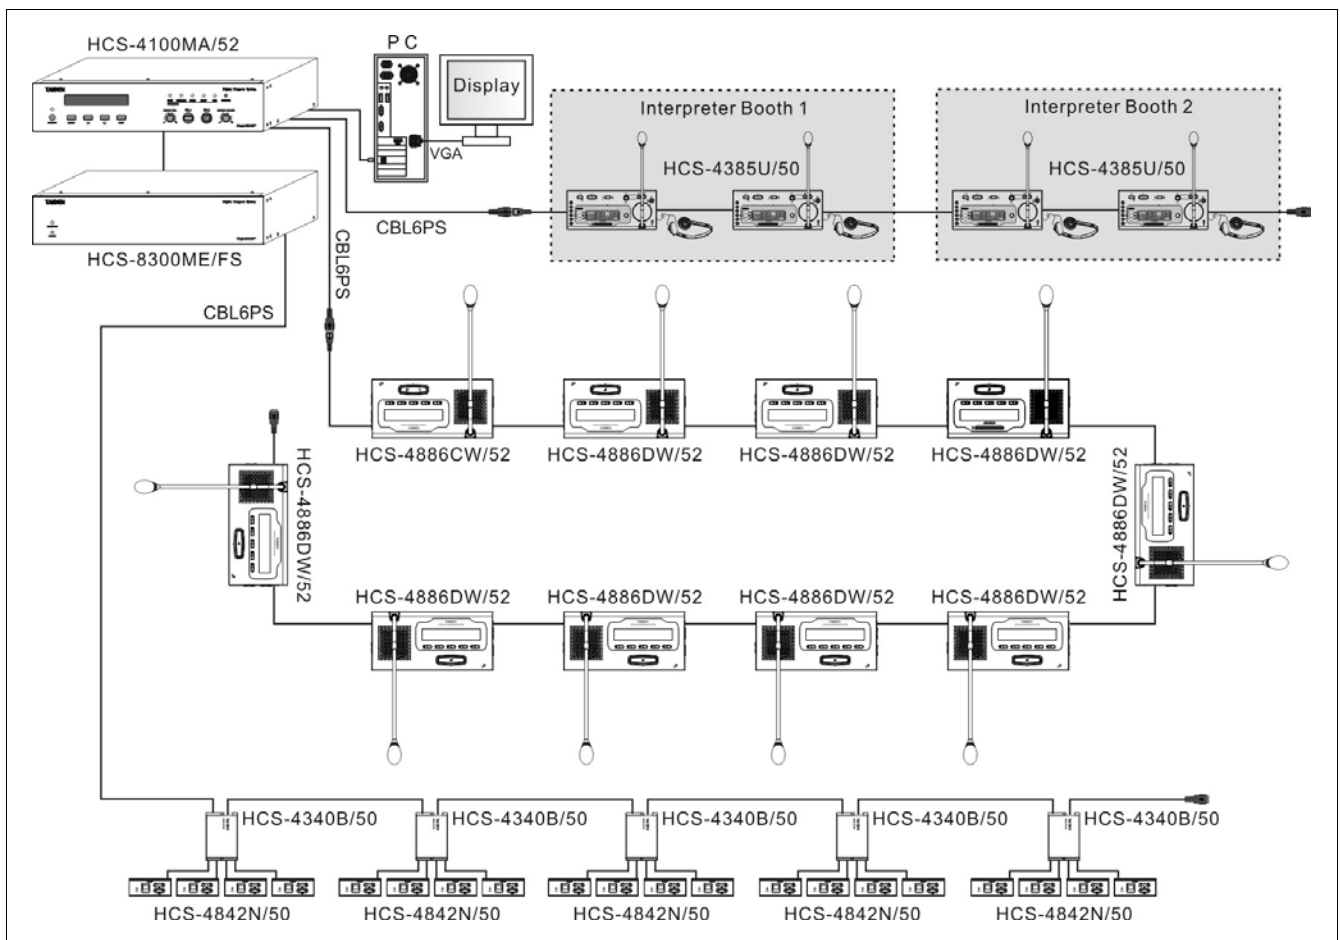 HCS-4100MA/52
PC
Display
VGA
Interpreter Booth 1
HCS-4385U/50
Interpreter Booth 2
HCS-4385U/50
CBL6PS
HCS-8300ME/FS
CBL6PS
CBL6PS
HCS-4886CW/52
HCS-4886DW/52
HCS-4886DW/52
HCS-4886DW/52
HCS-4886DW/52
HCS-4886DW/52
HCS-4886DW/52
HCS-4886DW/52
HCS-4886DW/52
HCS-4886DW/52
HCS-4340B/50
HCS-4340B/50
HCS-4340B/50
HCS-4340B/50
HCS-4340B/50
HCS-4842N/50
HCS-4842N/50
HCS-4842N/50
HCS-4842N/50
HCS-4842N/50